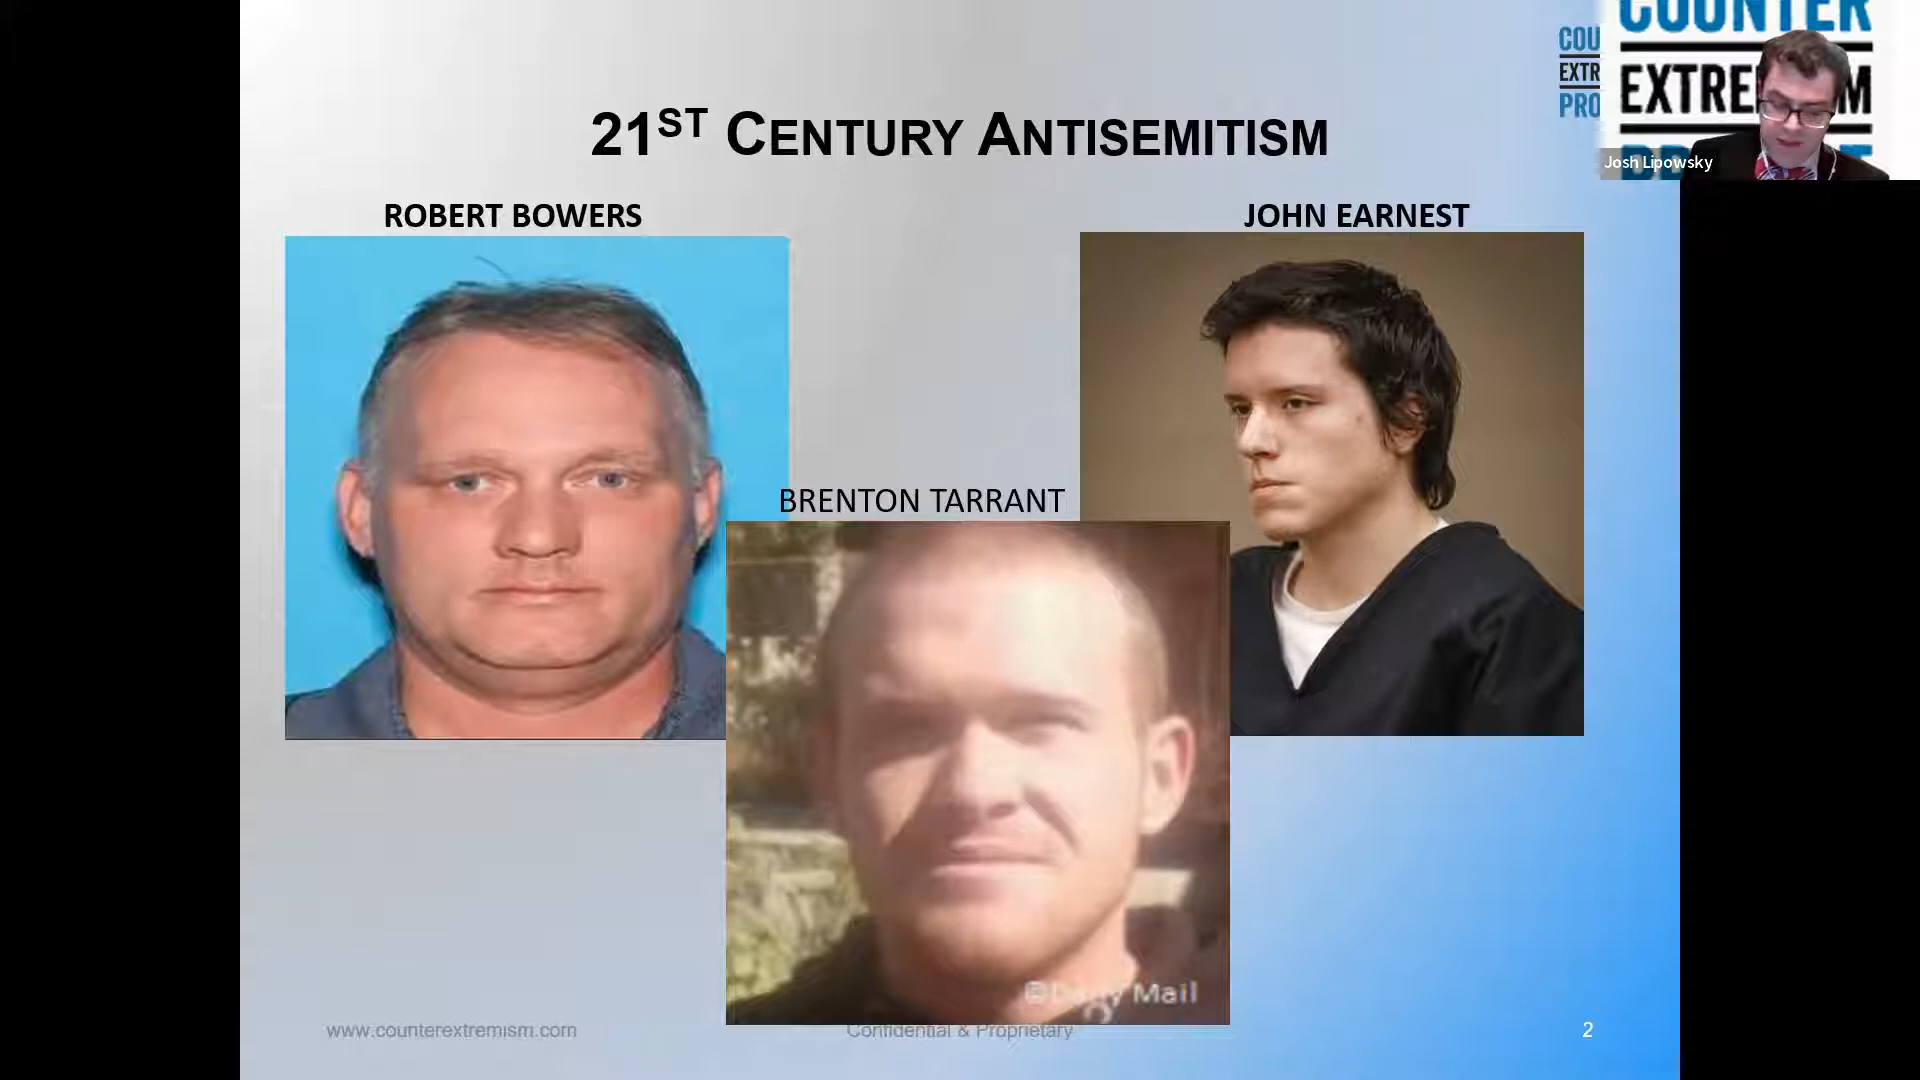 COUNTER
EXTREM
Josh Lipowsky
COU
EXTR
PRO
21ST CENTURY ANTISEMITISM
ROBERT BOWERS
JOHN EARNEST
BRENTON TARRANT
Mail
www.counterextremism.com
Confidential & Proprietary
2